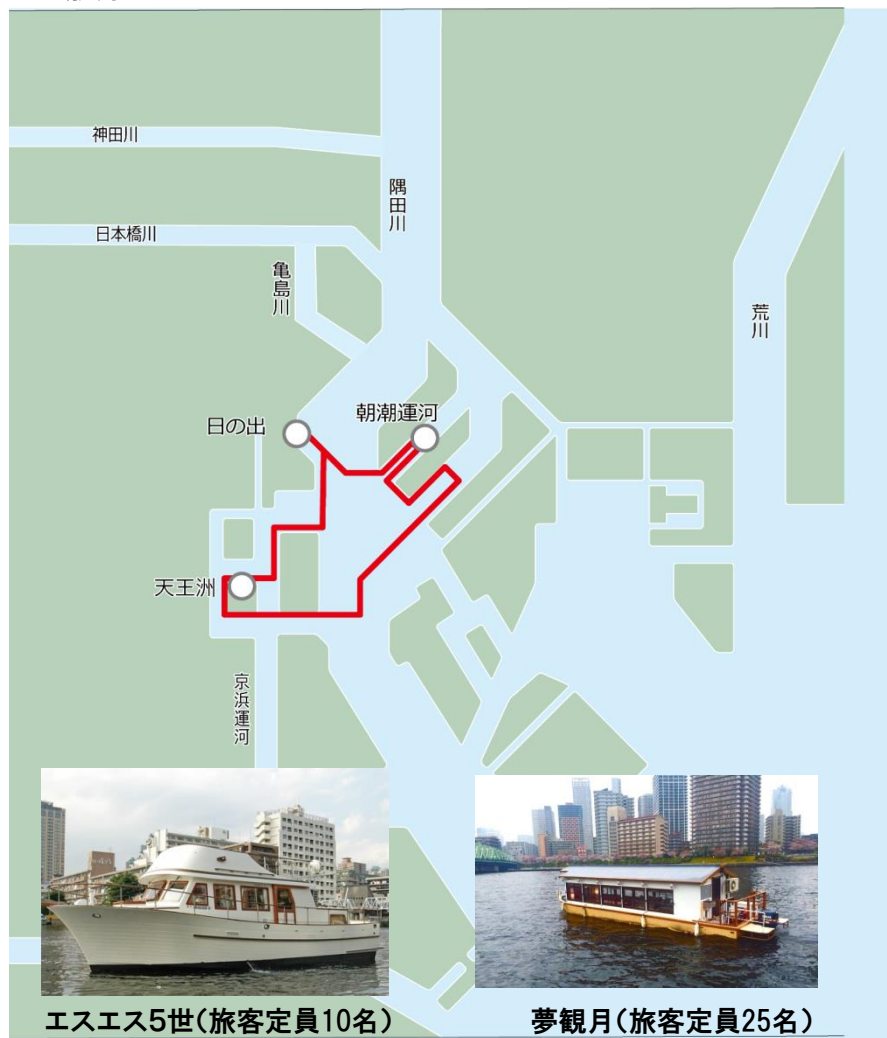 神田川
隅田川
日本橋川
亀島川
荒川
日の出
朝潮運河
天王洲
京浜運河
エスエス5世(旅客定員10名)
夢観月(旅客定員25名)